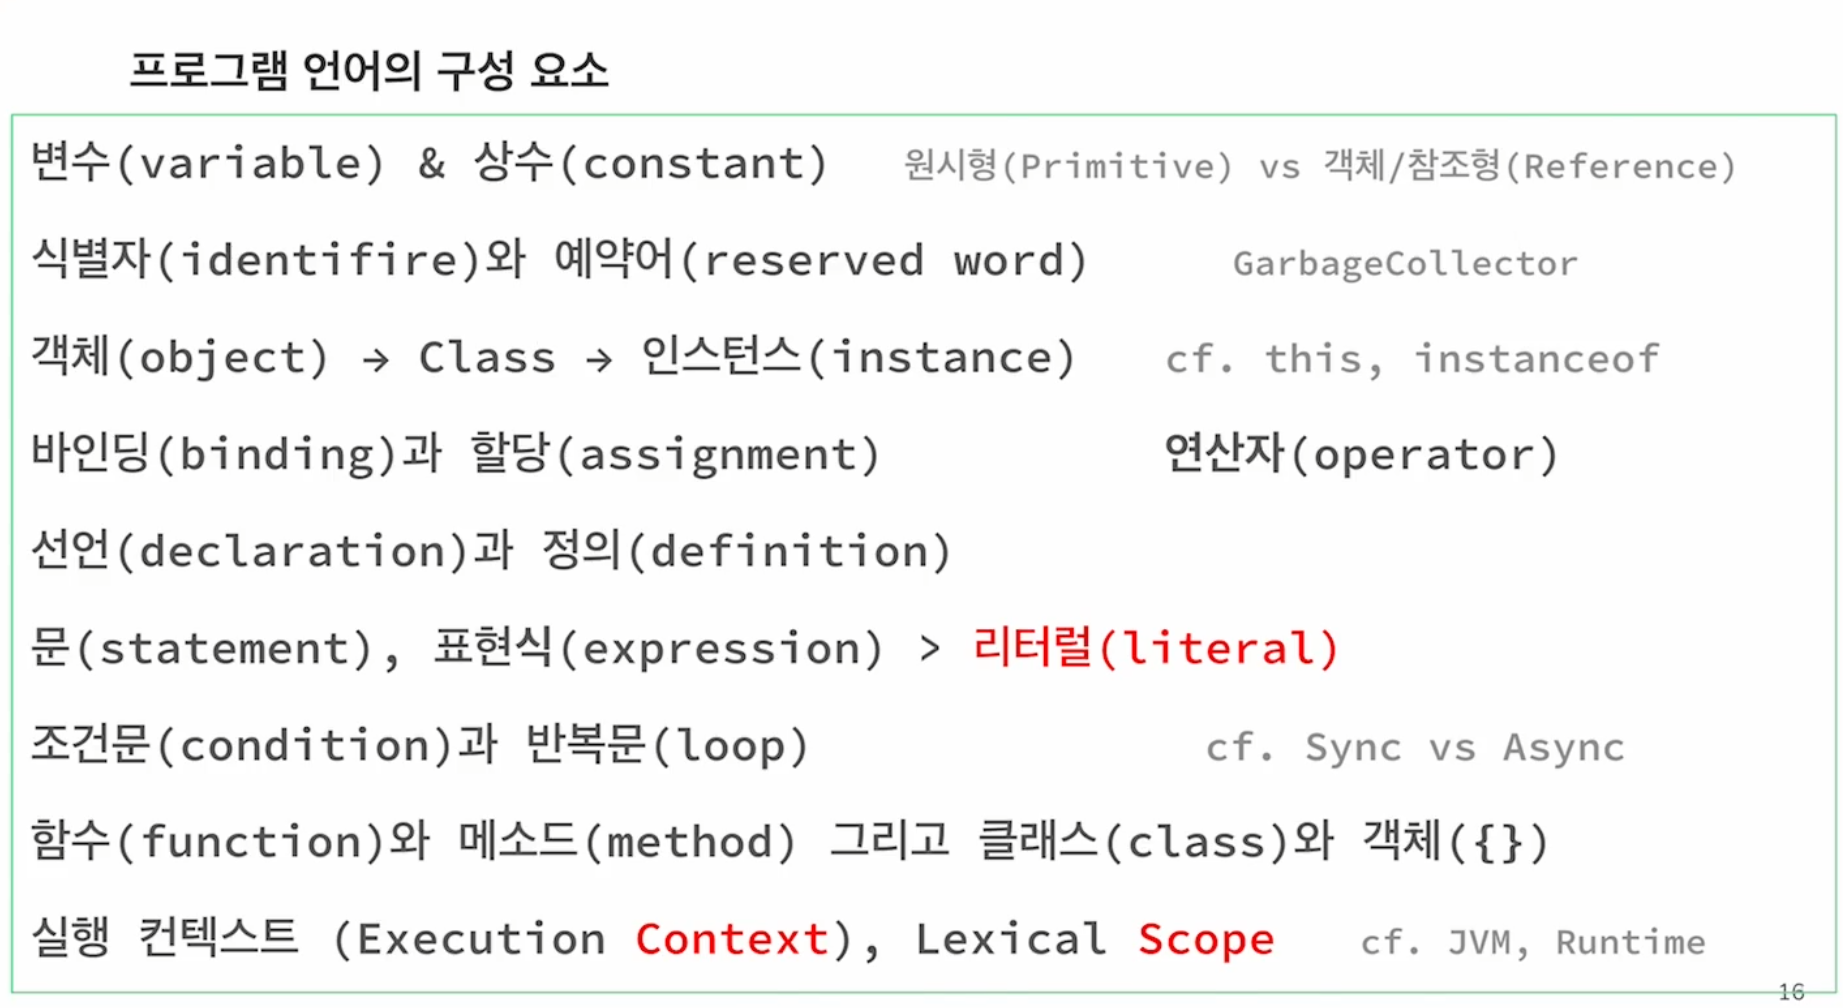 프로그램 언어의 구성 요소
변수(variable) & 상수(constant) 원시형(Primitive) vs 객체/참조형(Reference)
식별자(identifire)와 예약어(reserved word) GarbageCollector
객체(object) → Class → 인스턴스(instance) cf. this, instanceof
바인딩(binding)과 할당(assignment) 연산자(operator)
선언(declaration)과 정의(definition)
문(statement), 표현식(expression) > 리터럴(literal)
조건문(condition)과 반복문(loop) cf. Sync vs Async
함수(function)와 메소드(method) 그리고 클래스(class)와 객체({})
실행 컨텍스트 (Execution Context), Lexical Scope cf. JVM, Runtime
16